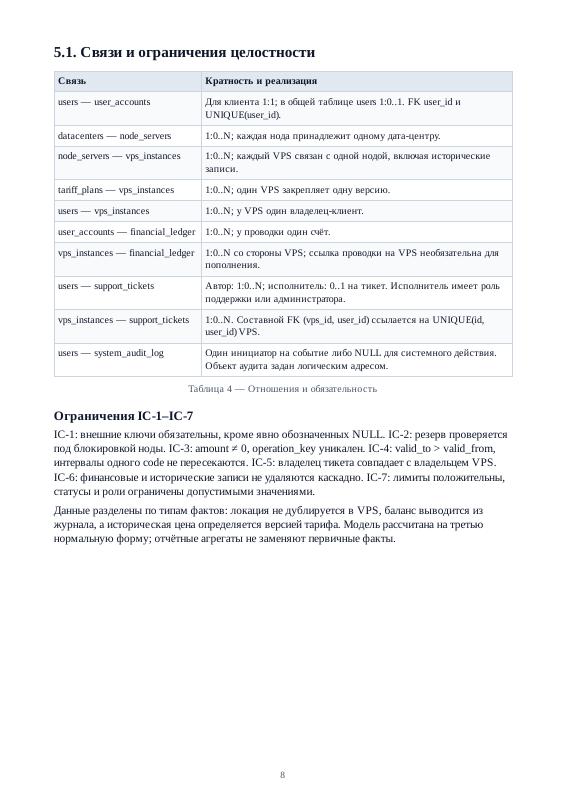 5.1. Связи и ограничения целостности
Связь Кратность и реализация
users — user_accounts Для клиента 1:1; в общей таблице users 1:0..1. FK user_id и
UNIQUE(user_id).
datacenters — node_servers 1:0..N; каждая нода принадлежит одному дата-центру.
node_servers — vps_instances 1:0..N; каждый VPS связан с одной нодой, включая исторические
записи.
tariff_plans — vps_instances 1:0..N; один VPS закрепляет одну версию.
users — vps_instances 1:0..N; у VPS один владелец-клиент.
user_accounts — financial_ledger 1:0..N; у проводки один счёт.
vps_instances — financial_ledger 1:0..N со стороны VPS; ссылка проводки на VPS необязательна для
пополнения.
users — support_tickets Автор: 1:0..N; исполнитель: 0..1 на тикет. Исполнитель имеет роль
поддержки или администратора.
vps_instances — support_tickets 1:0..N. Составной FK (vps_id, user_id) ссылается на UNIQUE(id,
user_id) VPS.
users — system_audit_log Один инициатор на событие либо NULL для системного действия.
Объект аудита задан логическим адресом.
Таблица 4 — Отношения и обязательность
Ограничения IC-1–IC-7
IC-1: внешние ключи обязательны, кроме явно обозначенных NULL. IC-2: резерв проверяется
под блокировкой ноды. IC-3: amount ≠ 0, operation_key уникален. IC-4: valid_to > valid_from,
интервалы одного code не пересекаются. IC-5: владелец тикета совпадает с владельцем VPS.
IC-6: финансовые и исторические записи не удаляются каскадно. IC-7: лимиты положительны,
статусы и роли ограничены допустимыми значениями.
Данные разделены по типам фактов: локация не дублируется в VPS, баланс выводится из
журнала, а историческая цена определяется версией тарифа. Модель рассчитана на третью
нормальную форму; отчётные агрегаты не заменяют первичные факты.
8